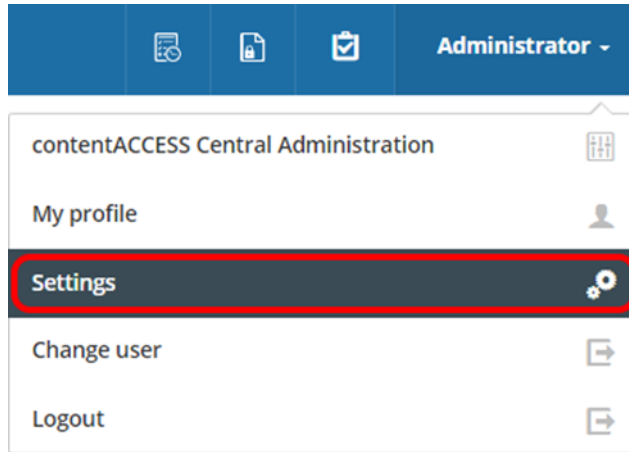 Administrator
contentACCESS Central Administration
My profile
Settings
Change user
Logout